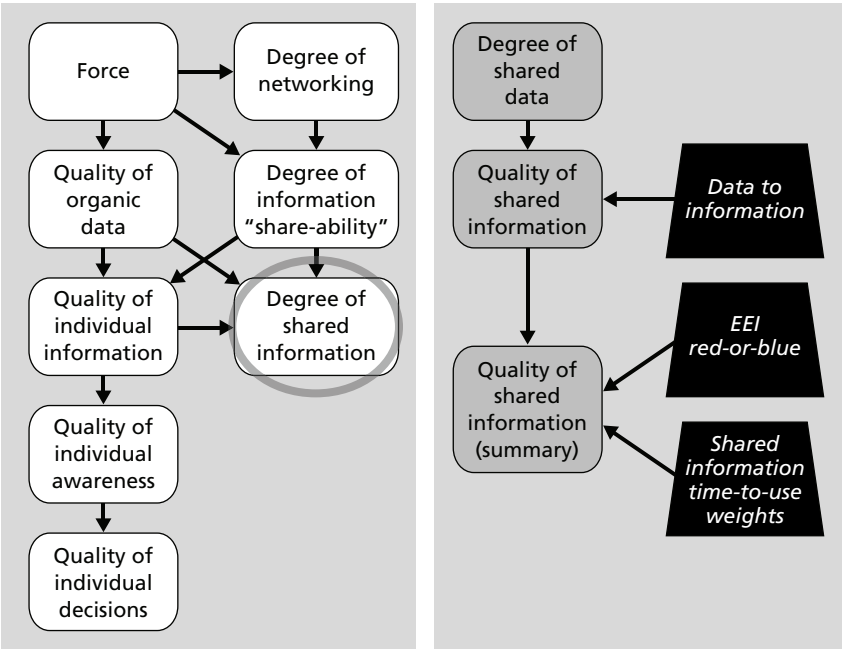 Force
Degree of
networking
Quality of
organic
data
Degree of
information
“share-ability”
Quality of
individual
information
Degree of
shared
information
Quality of
individual
awareness
Quality of
individual
decisions
Degree of
shared
data
Quality of
shared
information
Data to
information
EEI
red-or-blue
Quality of
shared
information
(summary)
Shared
information
time-to-use
weights